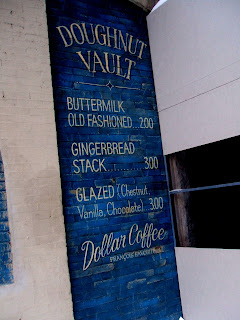 DOUGHNUT
VAULT
BUTTERMILK
OLD FASHIONED 2.00
GINGERBREAD
STACK........... 3.00
GLAZED (Chestnut,
Vanilla, Chocolate) 3.00
Dollar Coffee